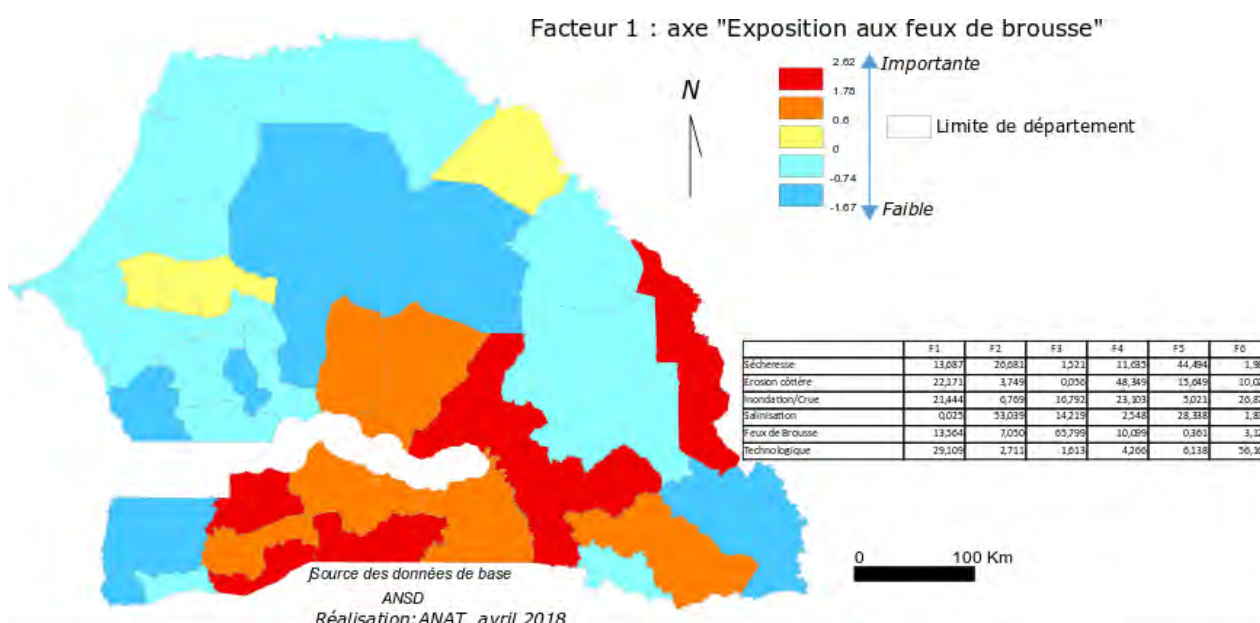 Facteur 1 : axe "Exposition aux feux de brousse"
N
2.62
1.75
0.6
0
-0.74
-1.67
Importante
Faible
Limite de département
F1 F2 F3 F4 F5 F6
Sécheresse 13,687 26,681 1,521 11,635 44,494
Erosion côtière 22,171 3,749 0,056 48,349 15,649
Inondation/Crue 21,444 6,769 16,792 23,103 5,021
Salinisation 0,025 53,039 14,219 2,548 28,338
Feux de Brousse 13,564 7,050 65,799 10,099 0,361
Technologique 29,109 2,711 1,613 4,266 6,138
0 100 Km
Source des données de base
ANSD
Réalisation: ANAT, avril 2018